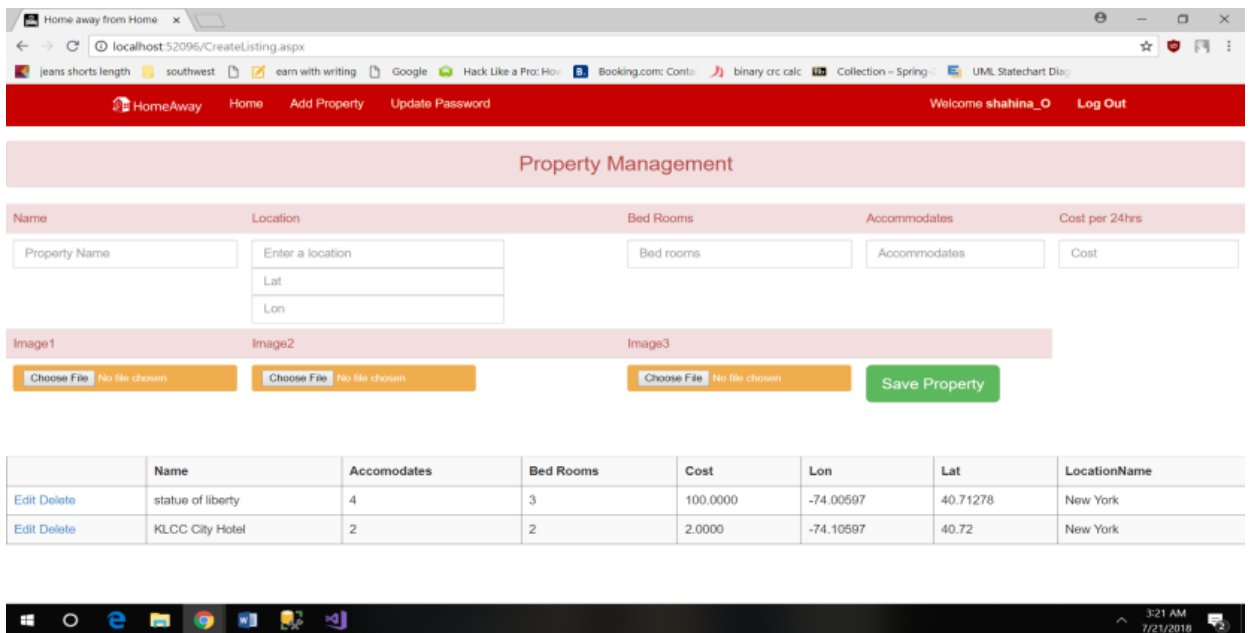 Home away from Home
localhost:52096/CreateListing.aspx
jeans shorts length southwest earn with writing Google Hack Like a Pro: How Booking.com: Conta binary crc calc Collection – Spring UML Statechart Diag
HomeAway Home Add Property Update Password Welcome shahina_O Log Out
Property Management
Name Location Bed Rooms Accommodates Cost per 24hrs
Property Name Enter a location Bed rooms Accommodates Cost
Lat
Lon
Image1 Image2 Image3
Choose File No file chosen Choose File No file chosen Choose File No file chosen Save Property
Name Accomodates Bed Rooms Cost Lon Lat LocationName
Edit Delete statue of liberty 4 3 100.0000 -74.00597 40.71278 New York
Edit Delete KLCC City Hotel 2 2 2.0000 -74.10597 40.72 New York
3:21 AM
7/21/2018